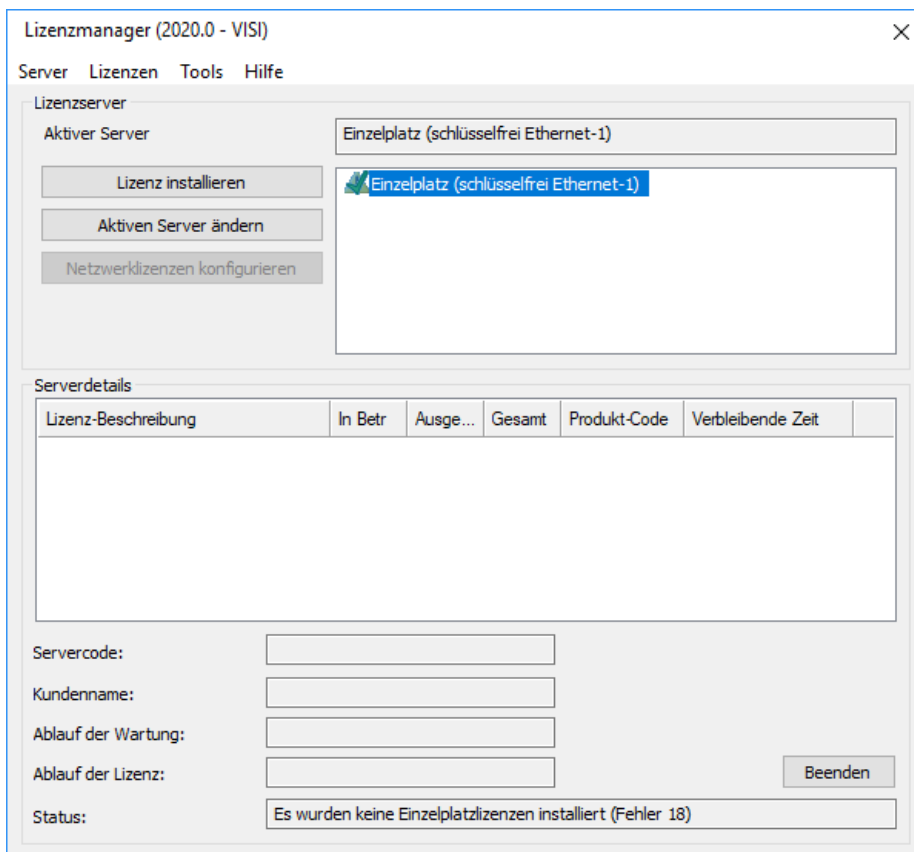 Lizenzmanager (2020.0 - VISI)
Server Lizenzen Tools Hilfe
Lizenzserver
Aktiver Server Einzelplatz (schlüsselfrei Ethernet-1)
Lizenz installieren Einzelplatz (schlüsselfrei Ethernet-1)
Aktiven Server ändern
Netzwerklizenzen konfigurieren
Serverdetails
Lizenz-Beschreibung In Betr Ausge... Gesamt Produkt-Code Verbleibende Zeit
Servercode:
Kundenname:
Ablauf der Wartung:
Ablauf der Lizenz: Beenden
Status: Es wurden keine Einzelplatzlizenzen installiert (Fehler 18)